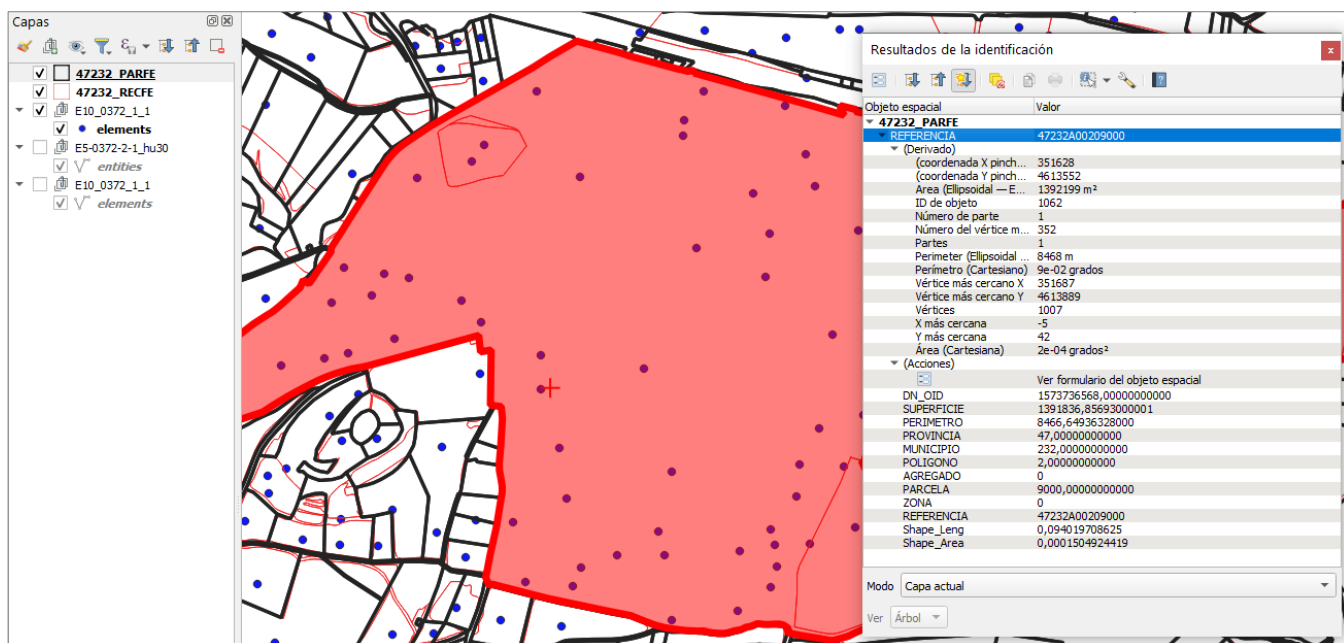 Capas
47232_PARFE
47232_RECFE
E10_0372_1_1
elements
E5-0372-2-1_hu30
entities
E10_0372_1_1
elements
Resultados de la identificación
Objeto espacial Valor
47232_PARFE
REFERENCIA 47232A00209000
(Derivado)
(coordenada X pinch... 351628
(coordenada Y pinch... 4613552
Área (Ellipsoidal — E... 1392199 m²
ID de objeto 1062
Número de parte 1
Número del vértice m... 352
Partes 1
Perimeter (Ellipsoidal ... 8468 m
Perímetro (Cartesiano) 9e-02 grados
Vértice más cercano X 351687
Vértice más cercano Y 4613889
Vértices 1007
X más cercana -5
Y más cercana 42
Área (Cartesiana) 2e-04 grados²
(Acciones)
Ver formulario del objeto espacial
DN_OID 1573736568,00000000000
SUPERFICIE 1391836,85693000001
PERIMETRO 8466,64936328000
PROVINCIA 47,00000000000
MUNICIPIO 232,00000000000
POLIGONO 2,00000000000
AGREGADO 0
PARCELA 9000,00000000000
ZONA 0
REFERENCIA 47232A00209000
Shape_Leng 0,094019708625
Shape_Area 0,0001504924419
Modo Capa actual
Ver Árbol